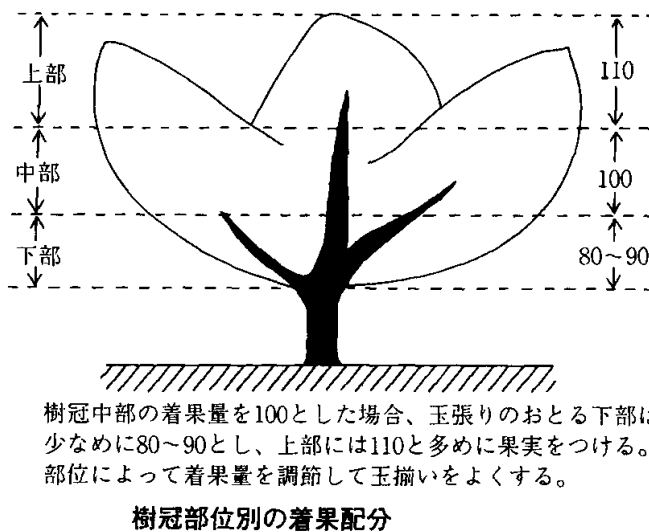 上部
110
中部
100
下部
80~90
樹冠中部の着果量を100とした場合、玉張りのおとる下部は
少なめに80~90とし、上部には110と多めに果実をつける。
部位によって着果量を調節して玉揃いをよくする。
樹冠部位別の着果配分